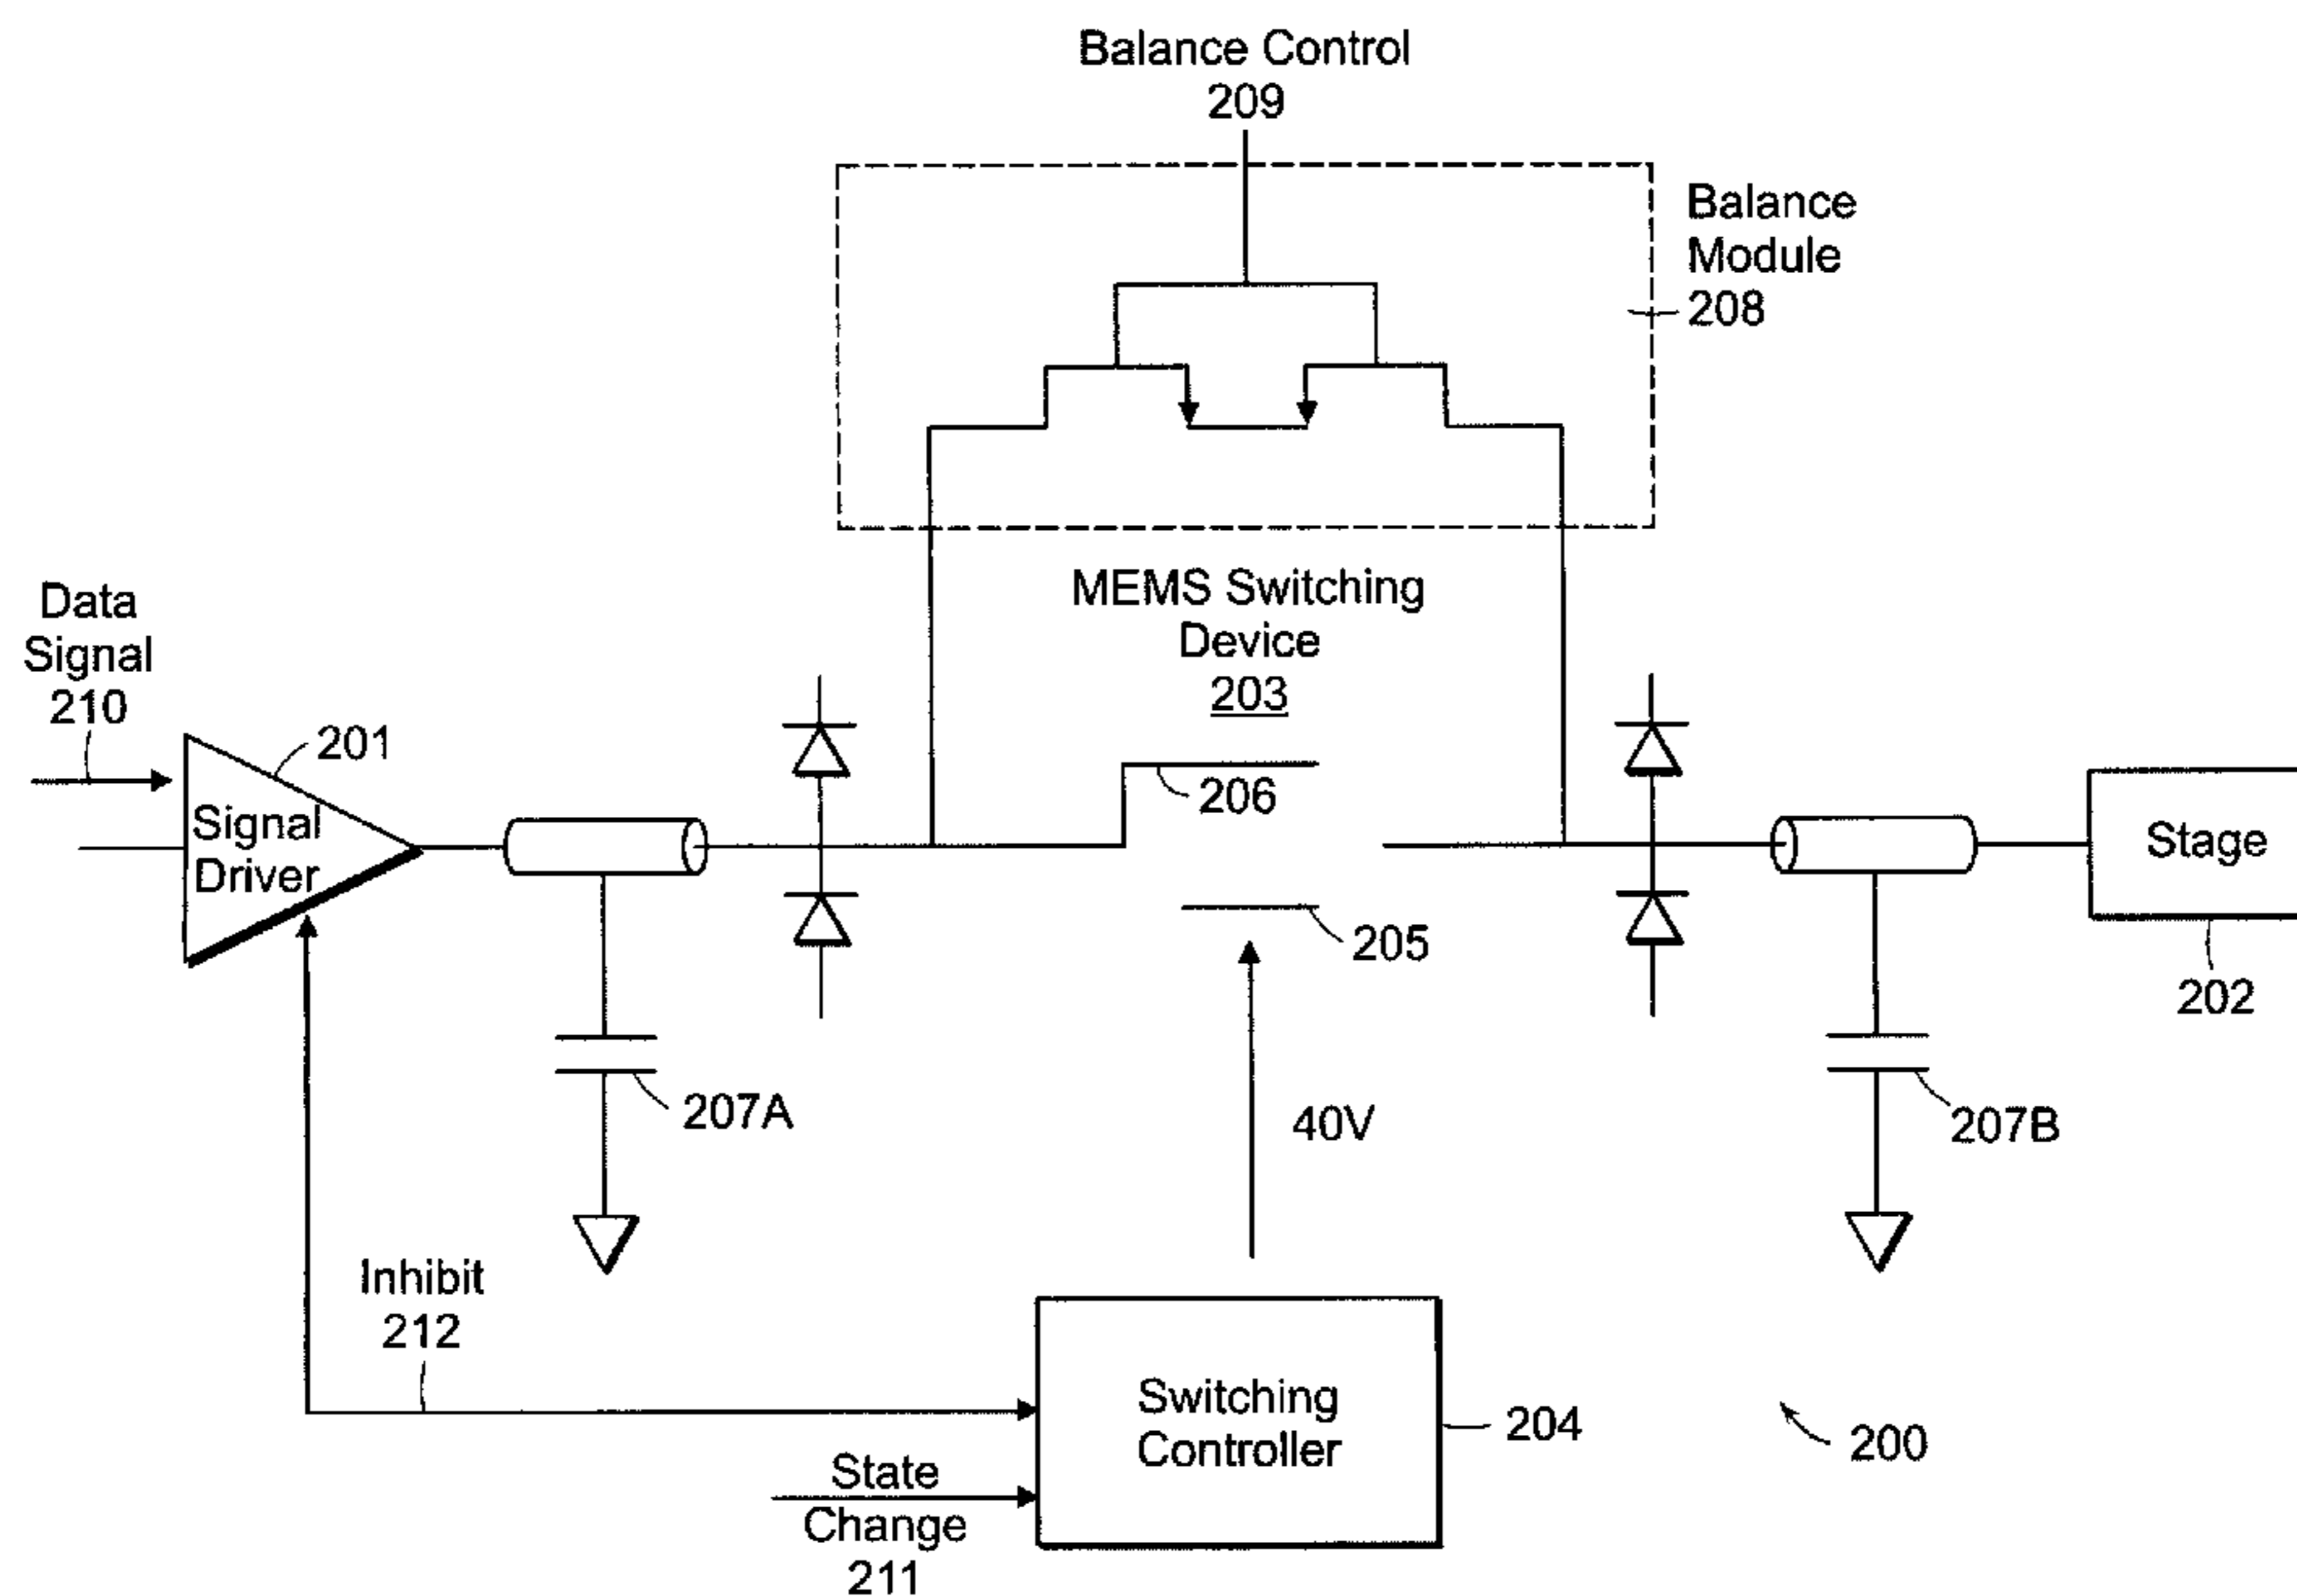 Balance Control
209
Balance
Module
208
MEMS Switching
Device
203
Data
Signal
210
201
Signal
Driver
206
Stage
205
202
207A
40V
207B
Inhibit
212
Switching
Controller
204
200
State
Change
211